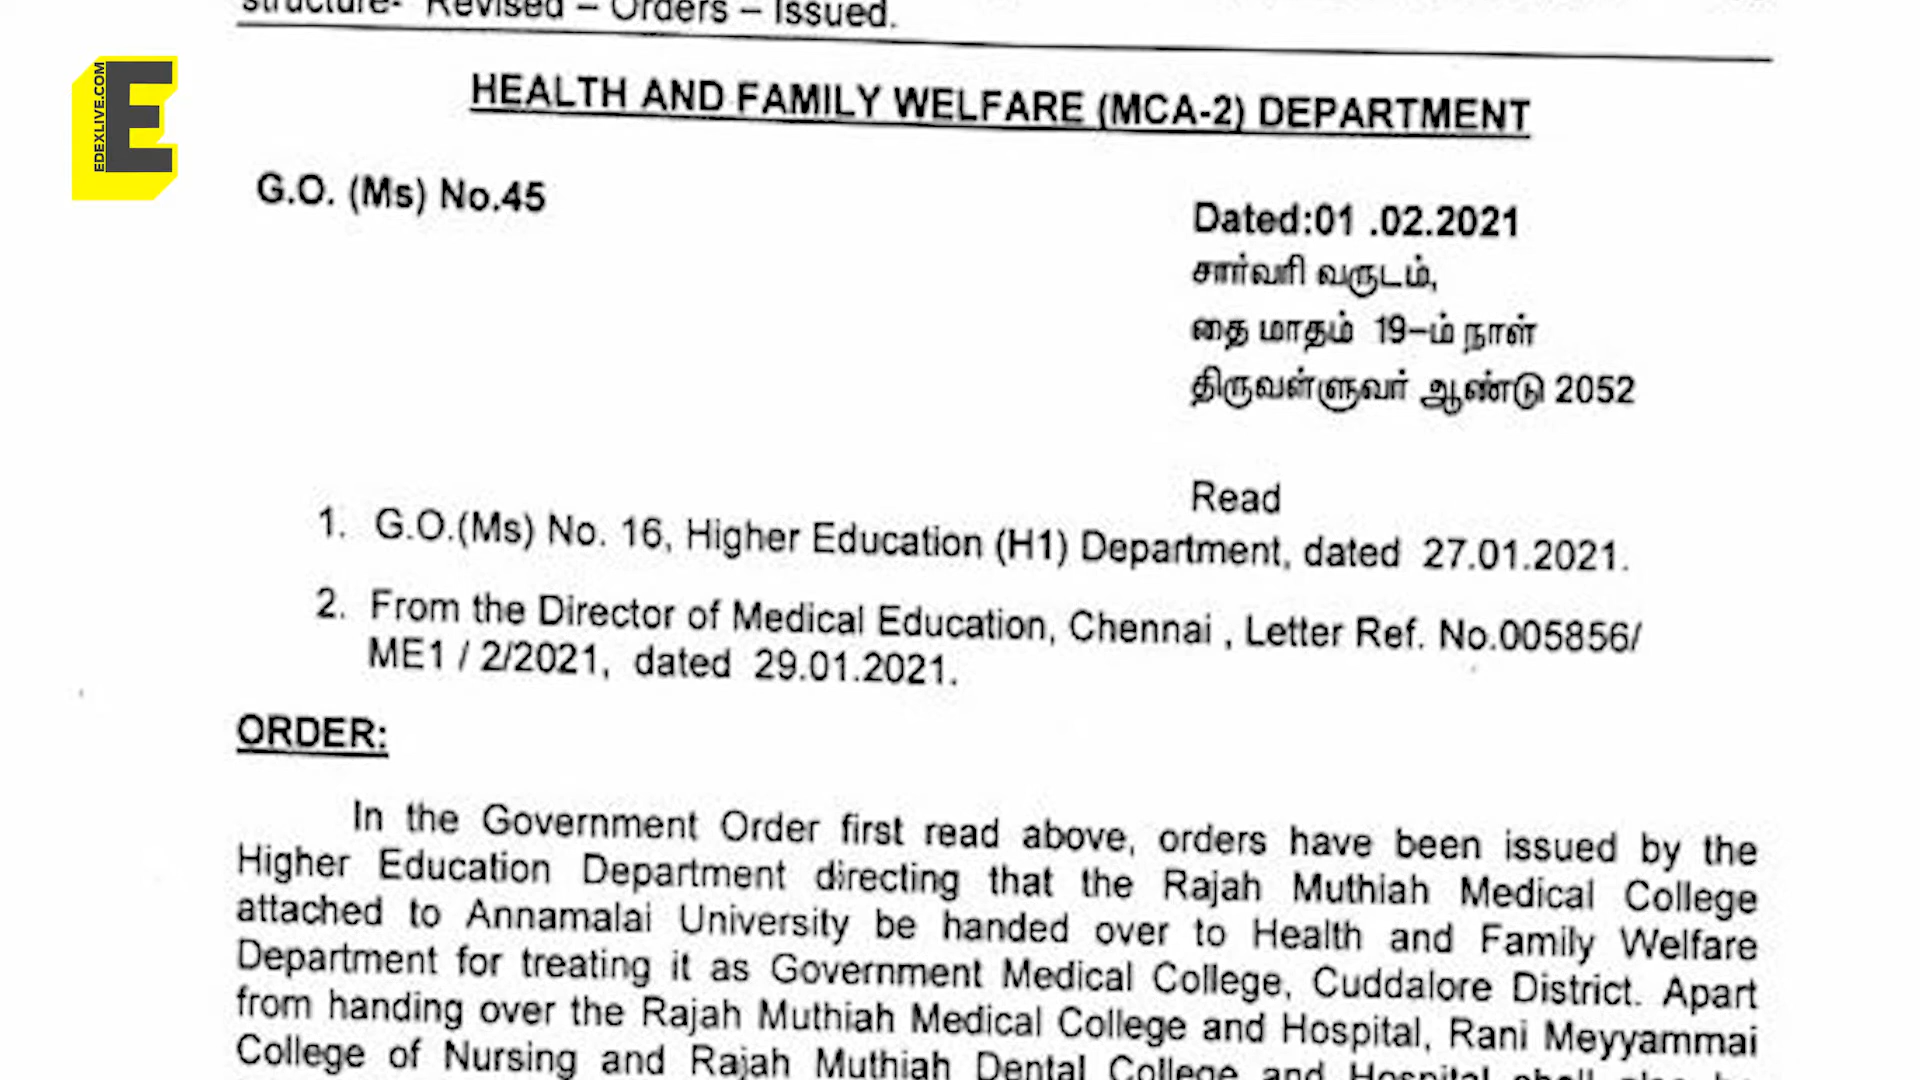 structure- Revised – Orders – Issued.
EDEXLIVE.COM
E
HEALTH AND FAMILY WELFARE (MCA-2) DEPARTMENT
G.O. (Ms) No.45
Dated:01 .02.2021
சார்வரி வருடம்,
தை மாதம் 19–ம் நாள்
திருவள்ளுவர் ஆண்டு 2052
Read
1. G.O.(Ms) No. 16, Higher Education (H1) Department, dated 27.01.2021.
2. From the Director of Medical Education, Chennai , Letter Ref. No.005856/
ME1 / 2/2021, dated 29.01.2021.
ORDER:
In the Government Order first read above, orders have been issued by the
Higher Education Department directing that the Rajah Muthiah Medical College
attached to Annamalai University be handed over to Health and Family Welfare
Department for treating it as Government Medical College, Cuddalore District. Apart
from handing over the Rajah Muthiah Medical College and Hospital, Rani Meyyammai
College of Nursing and Rajah Muthiah Dental College and Hospital shall also be